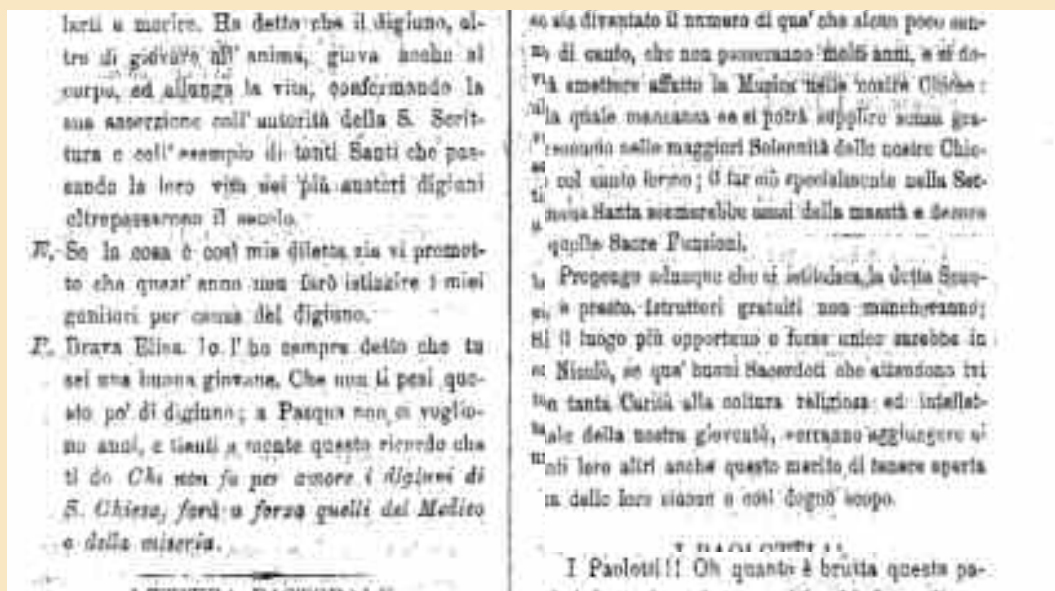 larti a morire. Ha detto che il digiuno, ol-
tre di giovare all' anima, giova anche al
corpo, ed allunga la vita, confermando la
sua asserzione coll' autorità della S. Scrit-
tura e coll' esempio di tanti Santi che pas-
sando la loro vita nei più austeri digiuni
oltrepassarono il secolo.
E. Se la cosa è così mia diletta zia vi promet-
to che quest' anno non farò istizzire i miei
genitori per causa del digiuno.
P. Brava Elisa. Io l' ho sempre detto che tu
sei una buona giovane. Che non ti pesi que-
sto po' di digiuno; a Pasqua non ci voglio-
no anni, e tienti a mente questo ricordo che
ti do Chi non fa per amore i digiuni di
S. Chiesa, farà a forza quelli del Medico
o della miseria.
sia diventato il numero di que' che alcun poco san-
di canto, che non passeranno molti anni, e si do-
à smettere affatto la Musica nelle nostre Chiese:
la quale mancanza se si potrà supplire senza gra-
nelle maggiori Solennità delle nostre Chie-
col canto fermo; il far ciò specialmente nella Set-
Santa scemerebbe assai della maestà e decoro
quelle Sacre Funzioni.
Propongo adunque che si istituisca la detta Scuo-
e presto. Istruttori gratuiti non mancheranno;
il luogo più opportuno e forse unico sarebbe in
Nicolò, se que' buoni Sacerdoti che attendono ivi
tanta Carità alla coltura religiosa ed intellet-
della nostra gioventù, vorranno aggiungere ai
loro altri anche questo merito di tenere aperta
delle loro stanze a così degno scopo.
I PAOLOTTI!
I Paolotti!! Oh quanto è brutta questa pa-